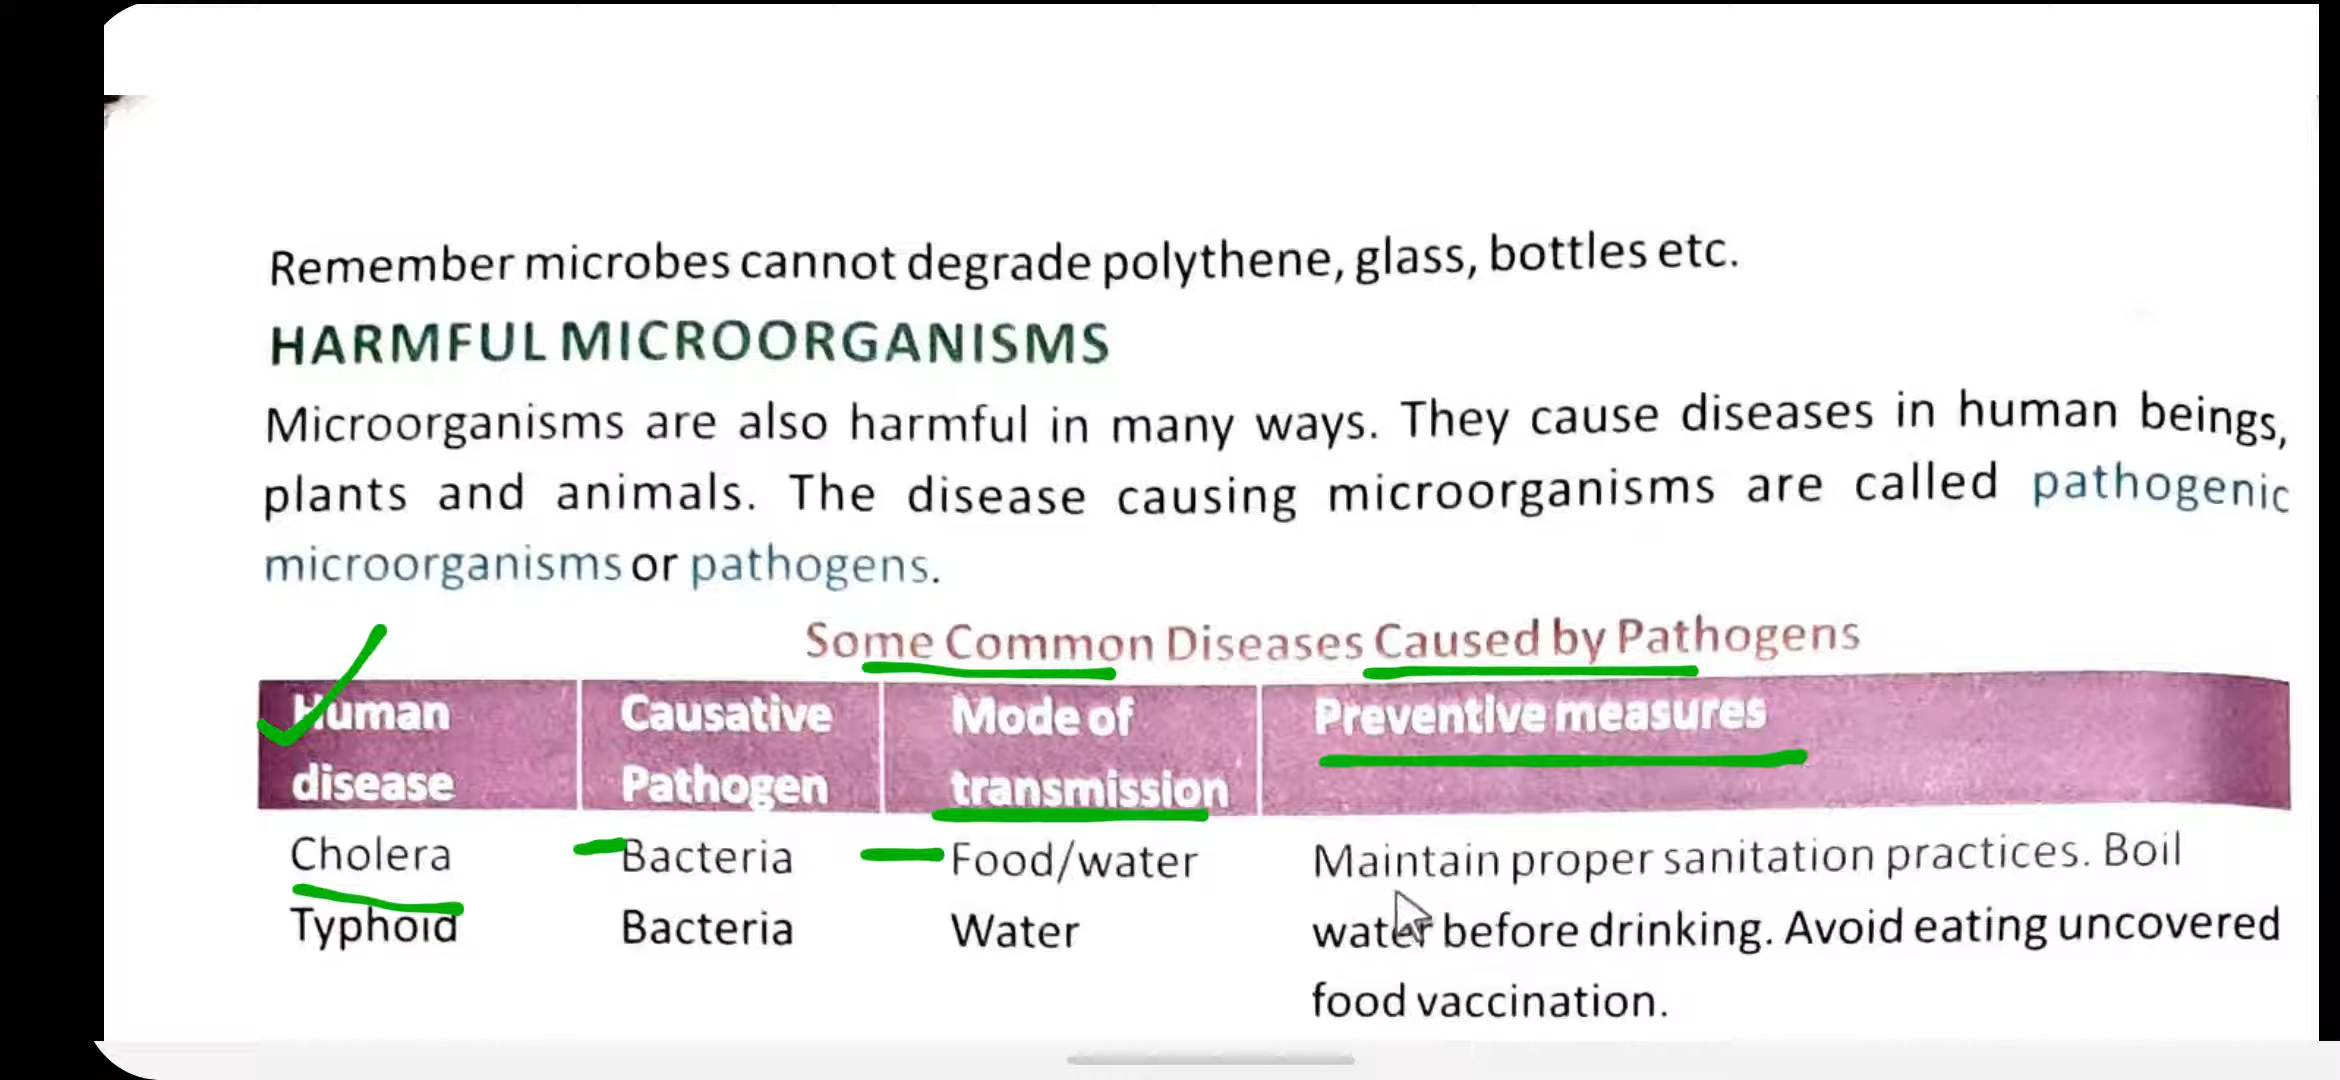 Remember microbes cannot degrade polythene, glass, bottles etc.
HARMFUL MICROORGANISMS
Microorganisms are also harmful in many ways. They cause diseases in human beings,
plants and animals. The disease causing microorganisms are called pathogenic
microorganisms or pathogens.
Some Common Diseases Caused by Pathogens
Human disease Causative Pathogen Mode of transmission Preventive measures
Cholera Bacteria Food/water Maintain proper sanitation practices. Boil
Typhoid Bacteria Water water before drinking. Avoid eating uncovered
food vaccination.